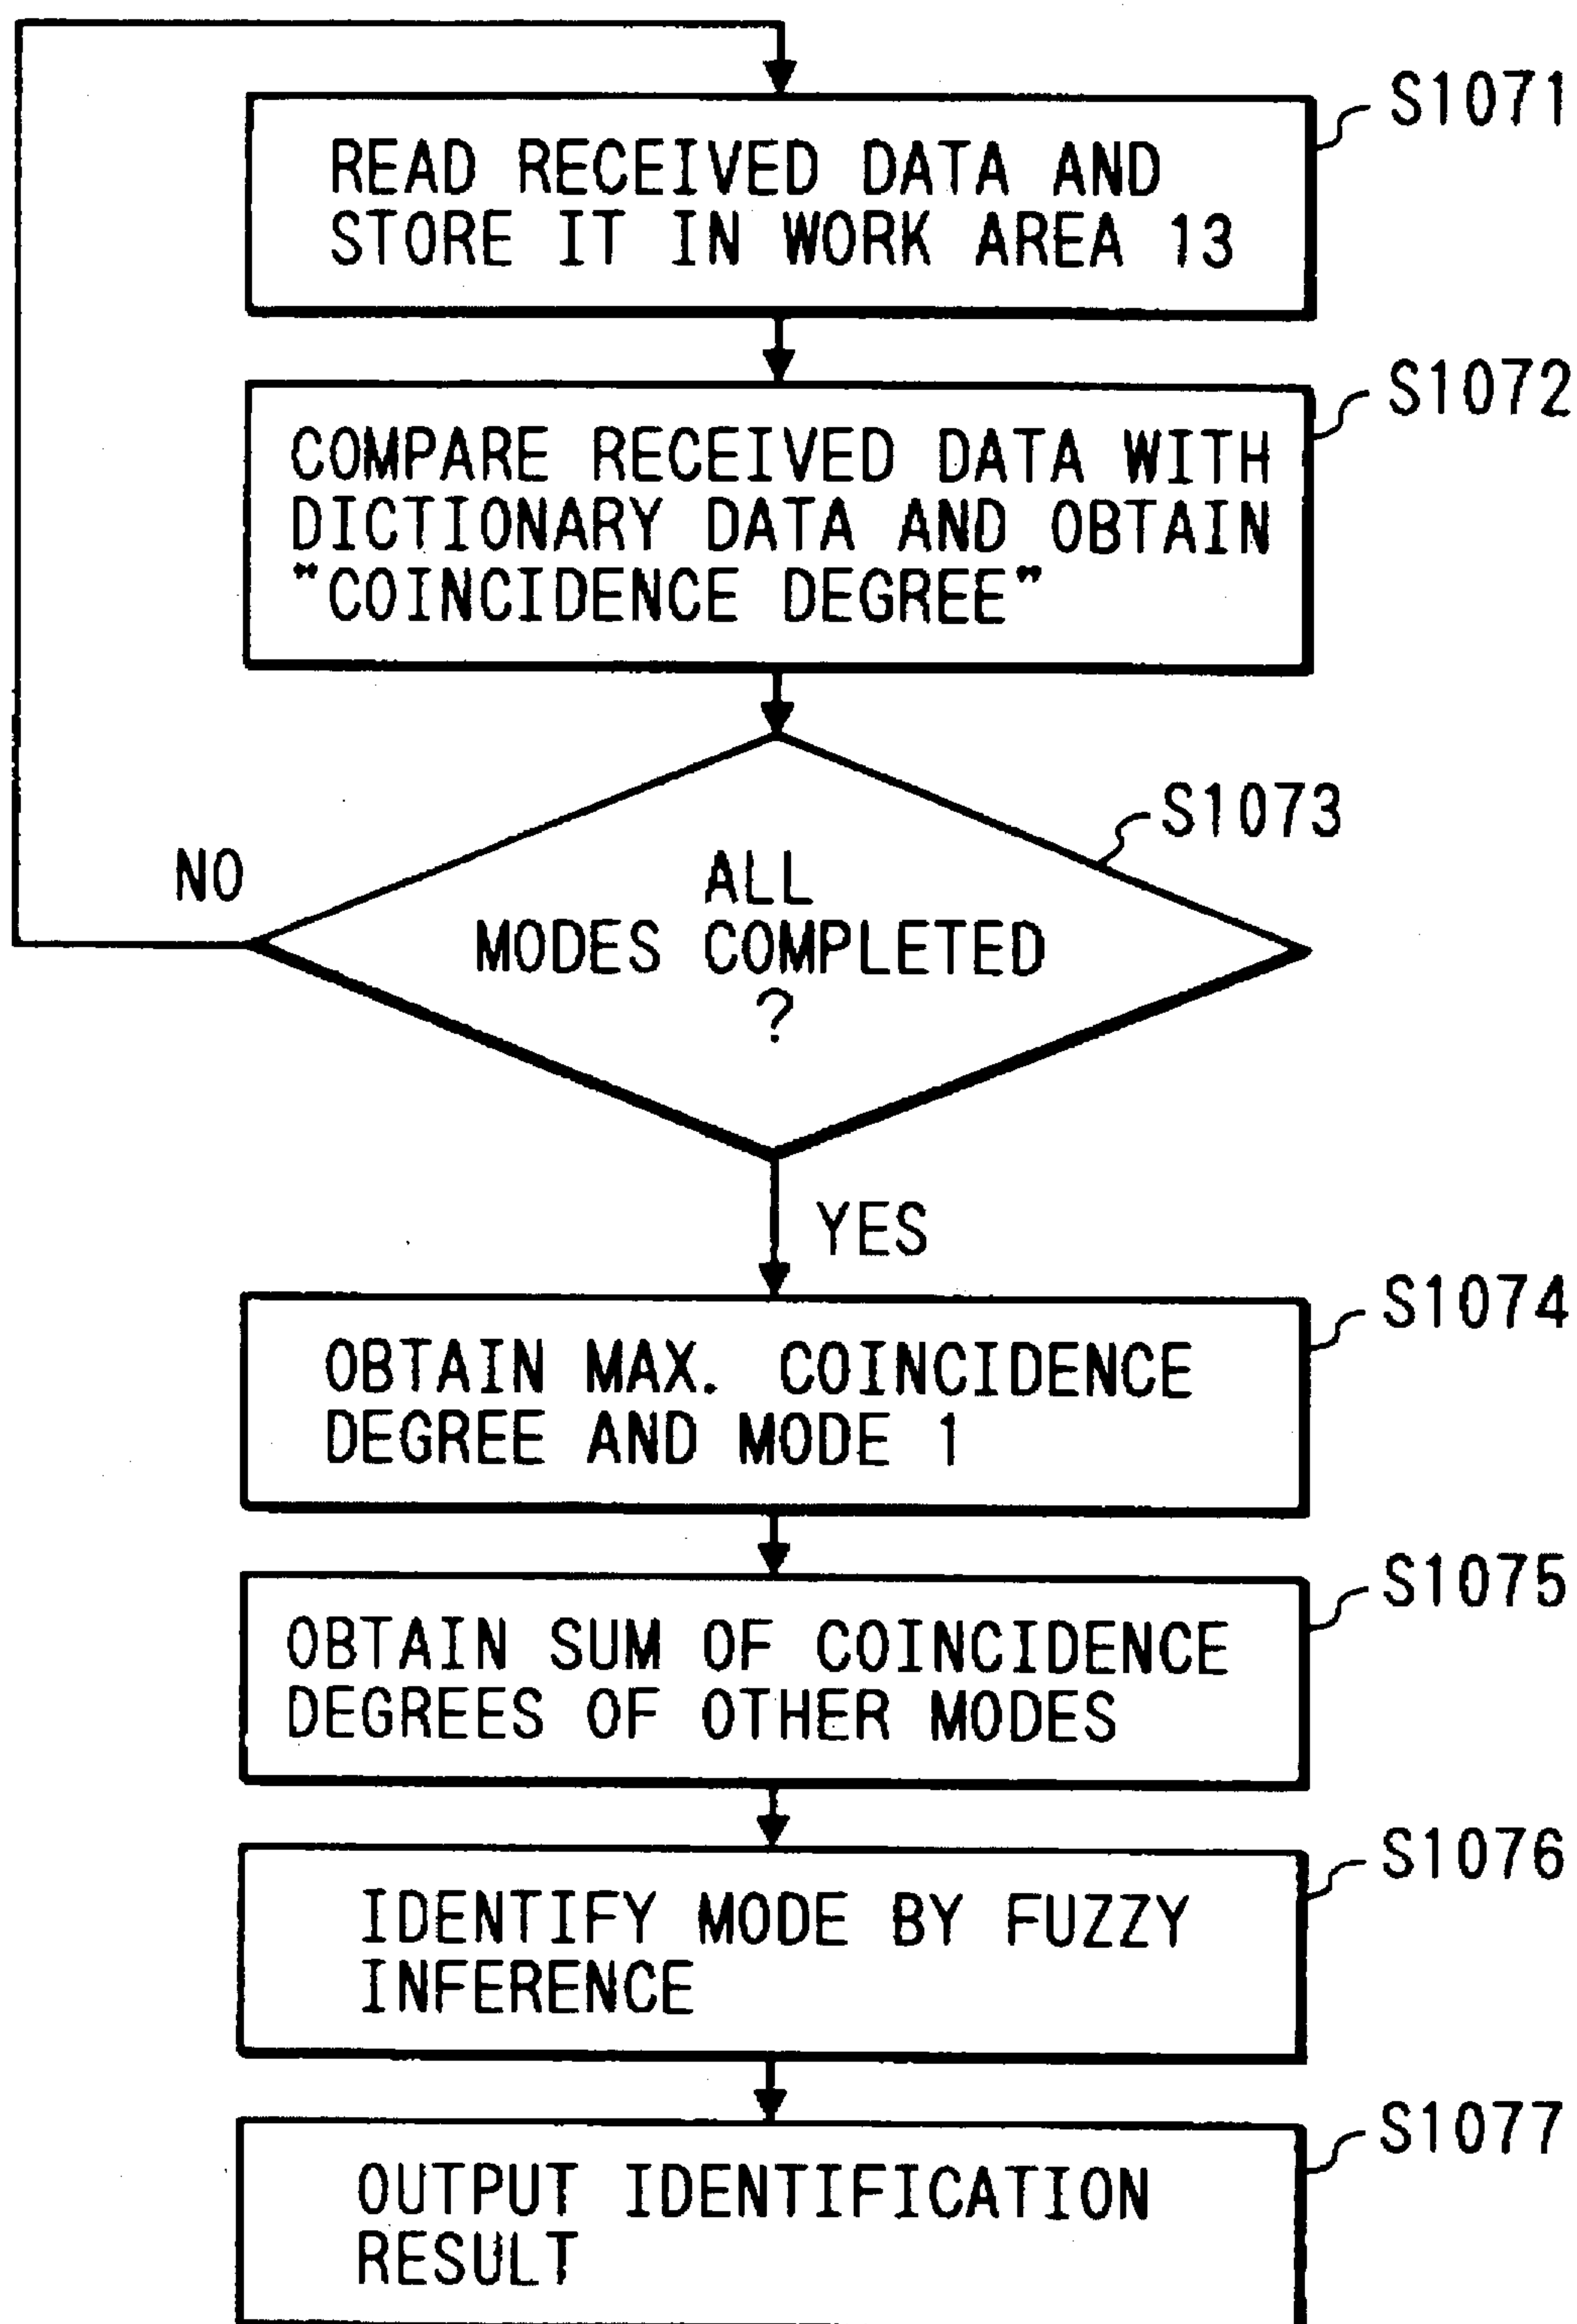 S1071
READ RECEIVED DATA AND
STORE IT IN WORK AREA 13
S1072
COMPARE RECEIVED DATA WITH
DICTIONARY DATA AND OBTAIN
"COINCIDENCE DEGREE"
S1073
NO
ALL
MODES COMPLETED
?
YES
S1074
OBTAIN MAX. COINCIDENCE
DEGREE AND MODE 1
S1075
OBTAIN SUM OF COINCIDENCE
DEGREES OF OTHER MODES
S1076
IDENTIFY MODE BY FUZZY
INFERENCE
S1077
OUTPUT IDENTIFICATION
RESULT